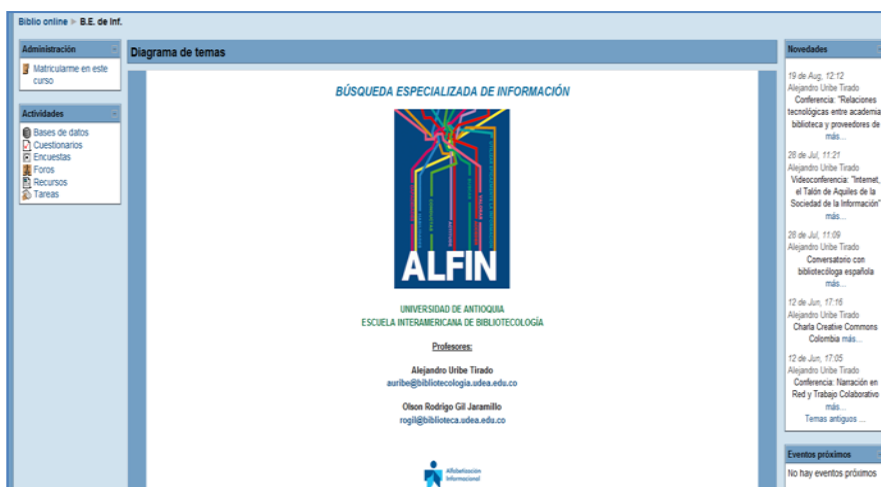 Biblio online ► B.E. de Inf.
Administración
Matricularme en este
curso
Actividades
Bases de datos
Cuestionarios
Encuestas
Foros
Recursos
Tareas
Diagrama de temas
BÚSQUEDA ESPECIALIZADA DE INFORMACIÓN
ALFIN
UNIVERSIDAD DE ANTIOQUIA
ESCUELA INTERAMERICANA DE BIBLIOTECOLOGÍA
Profesores:
Alejandro Uribe Tirado
auribe@bibliotecologia.udea.edu.co
Olson Rodrigo Gil Jaramillo
rogil@biblioteca.udea.edu.co
Alfabetización
Informacional
Novedades
19 de Aug, 12:12
Alejandro Uribe Tirado
Conferencia: "Relaciones
tecnológicas entre academia,
biblioteca y proveedores de
más...
28 de Jul, 11:21
Alejandro Uribe Tirado
Videoconferencia: "Internet,
el Talón de Aquiles de la
Sociedad de la Información"
más...
28 de Jul, 11:09
Alejandro Uribe Tirado
Conversatorio con
bibliotecóloga española
más...
12 de Jun, 17:16
Alejandro Uribe Tirado
Charla Creative Commons
Colombia más...
12 de Jun, 17:05
Alejandro Uribe Tirado
Conferencia: Narración en
Red y Trabajo Colaborativo
más...
Temas antiguos ...
Eventos próximos
No hay eventos próximos